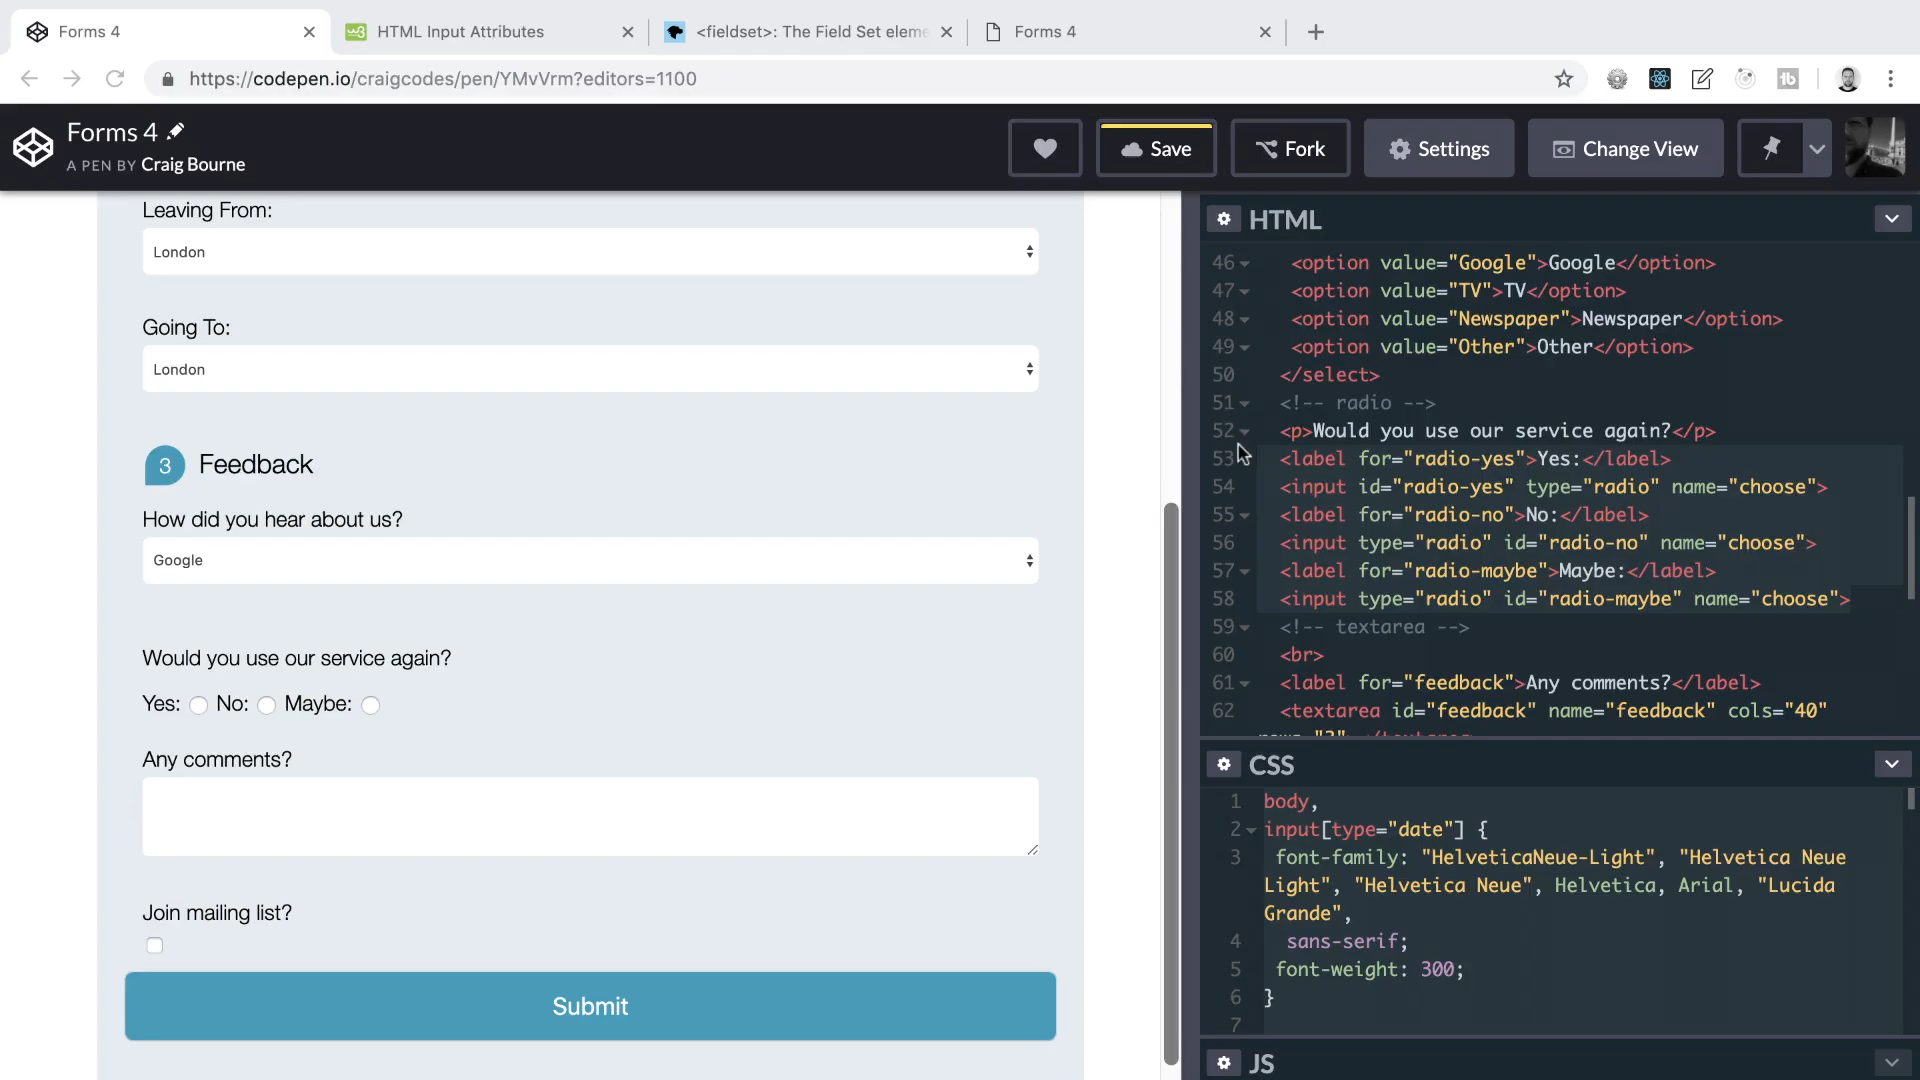 Forms 4
HTML Input Attributes
<fieldset>: The Field Set eleme
Forms 4
https://codepen.io/craigcodes/pen/YMvVrm?editors=1100
Forms 4
A PEN BY Craig Bourne
Save
Fork
Settings
Change View
Leaving From:
London
Going To:
London
3 Feedback
How did you hear about us?
Google
Would you use our service again?
Yes: No: Maybe:
Any comments?
Join mailing list?
Submit
HTML
46 <option value="Google">Google</option>
47 <option value="TV">TV</option>
48 <option value="Newspaper">Newspaper</option>
49 <option value="Other">Other</option>
50 </select>
51 <!-- radio -->
52 <p>Would you use our service again?</p>
53 <label for="radio-yes">Yes:</label>
54 <input id="radio-yes" type="radio" name="choose">
55 <label for="radio-no">No:</label>
56 <input type="radio" id="radio-no" name="choose">
57 <label for="radio-maybe">Maybe:</label>
58 <input type="radio" id="radio-maybe" name="choose">
59 <!-- textarea -->
60 <br>
61 <label for="feedback">Any comments?</label>
62 <textarea id="feedback" name="feedback" cols="40"
CSS
1 body,
2 input[type="date"] {
3 font-family: "HelveticaNeue-Light", "Helvetica Neue
Light", "Helvetica Neue", Helvetica, Arial, "Lucida
Grande",
4 sans-serif;
5 font-weight: 300;
6 }
7
JS